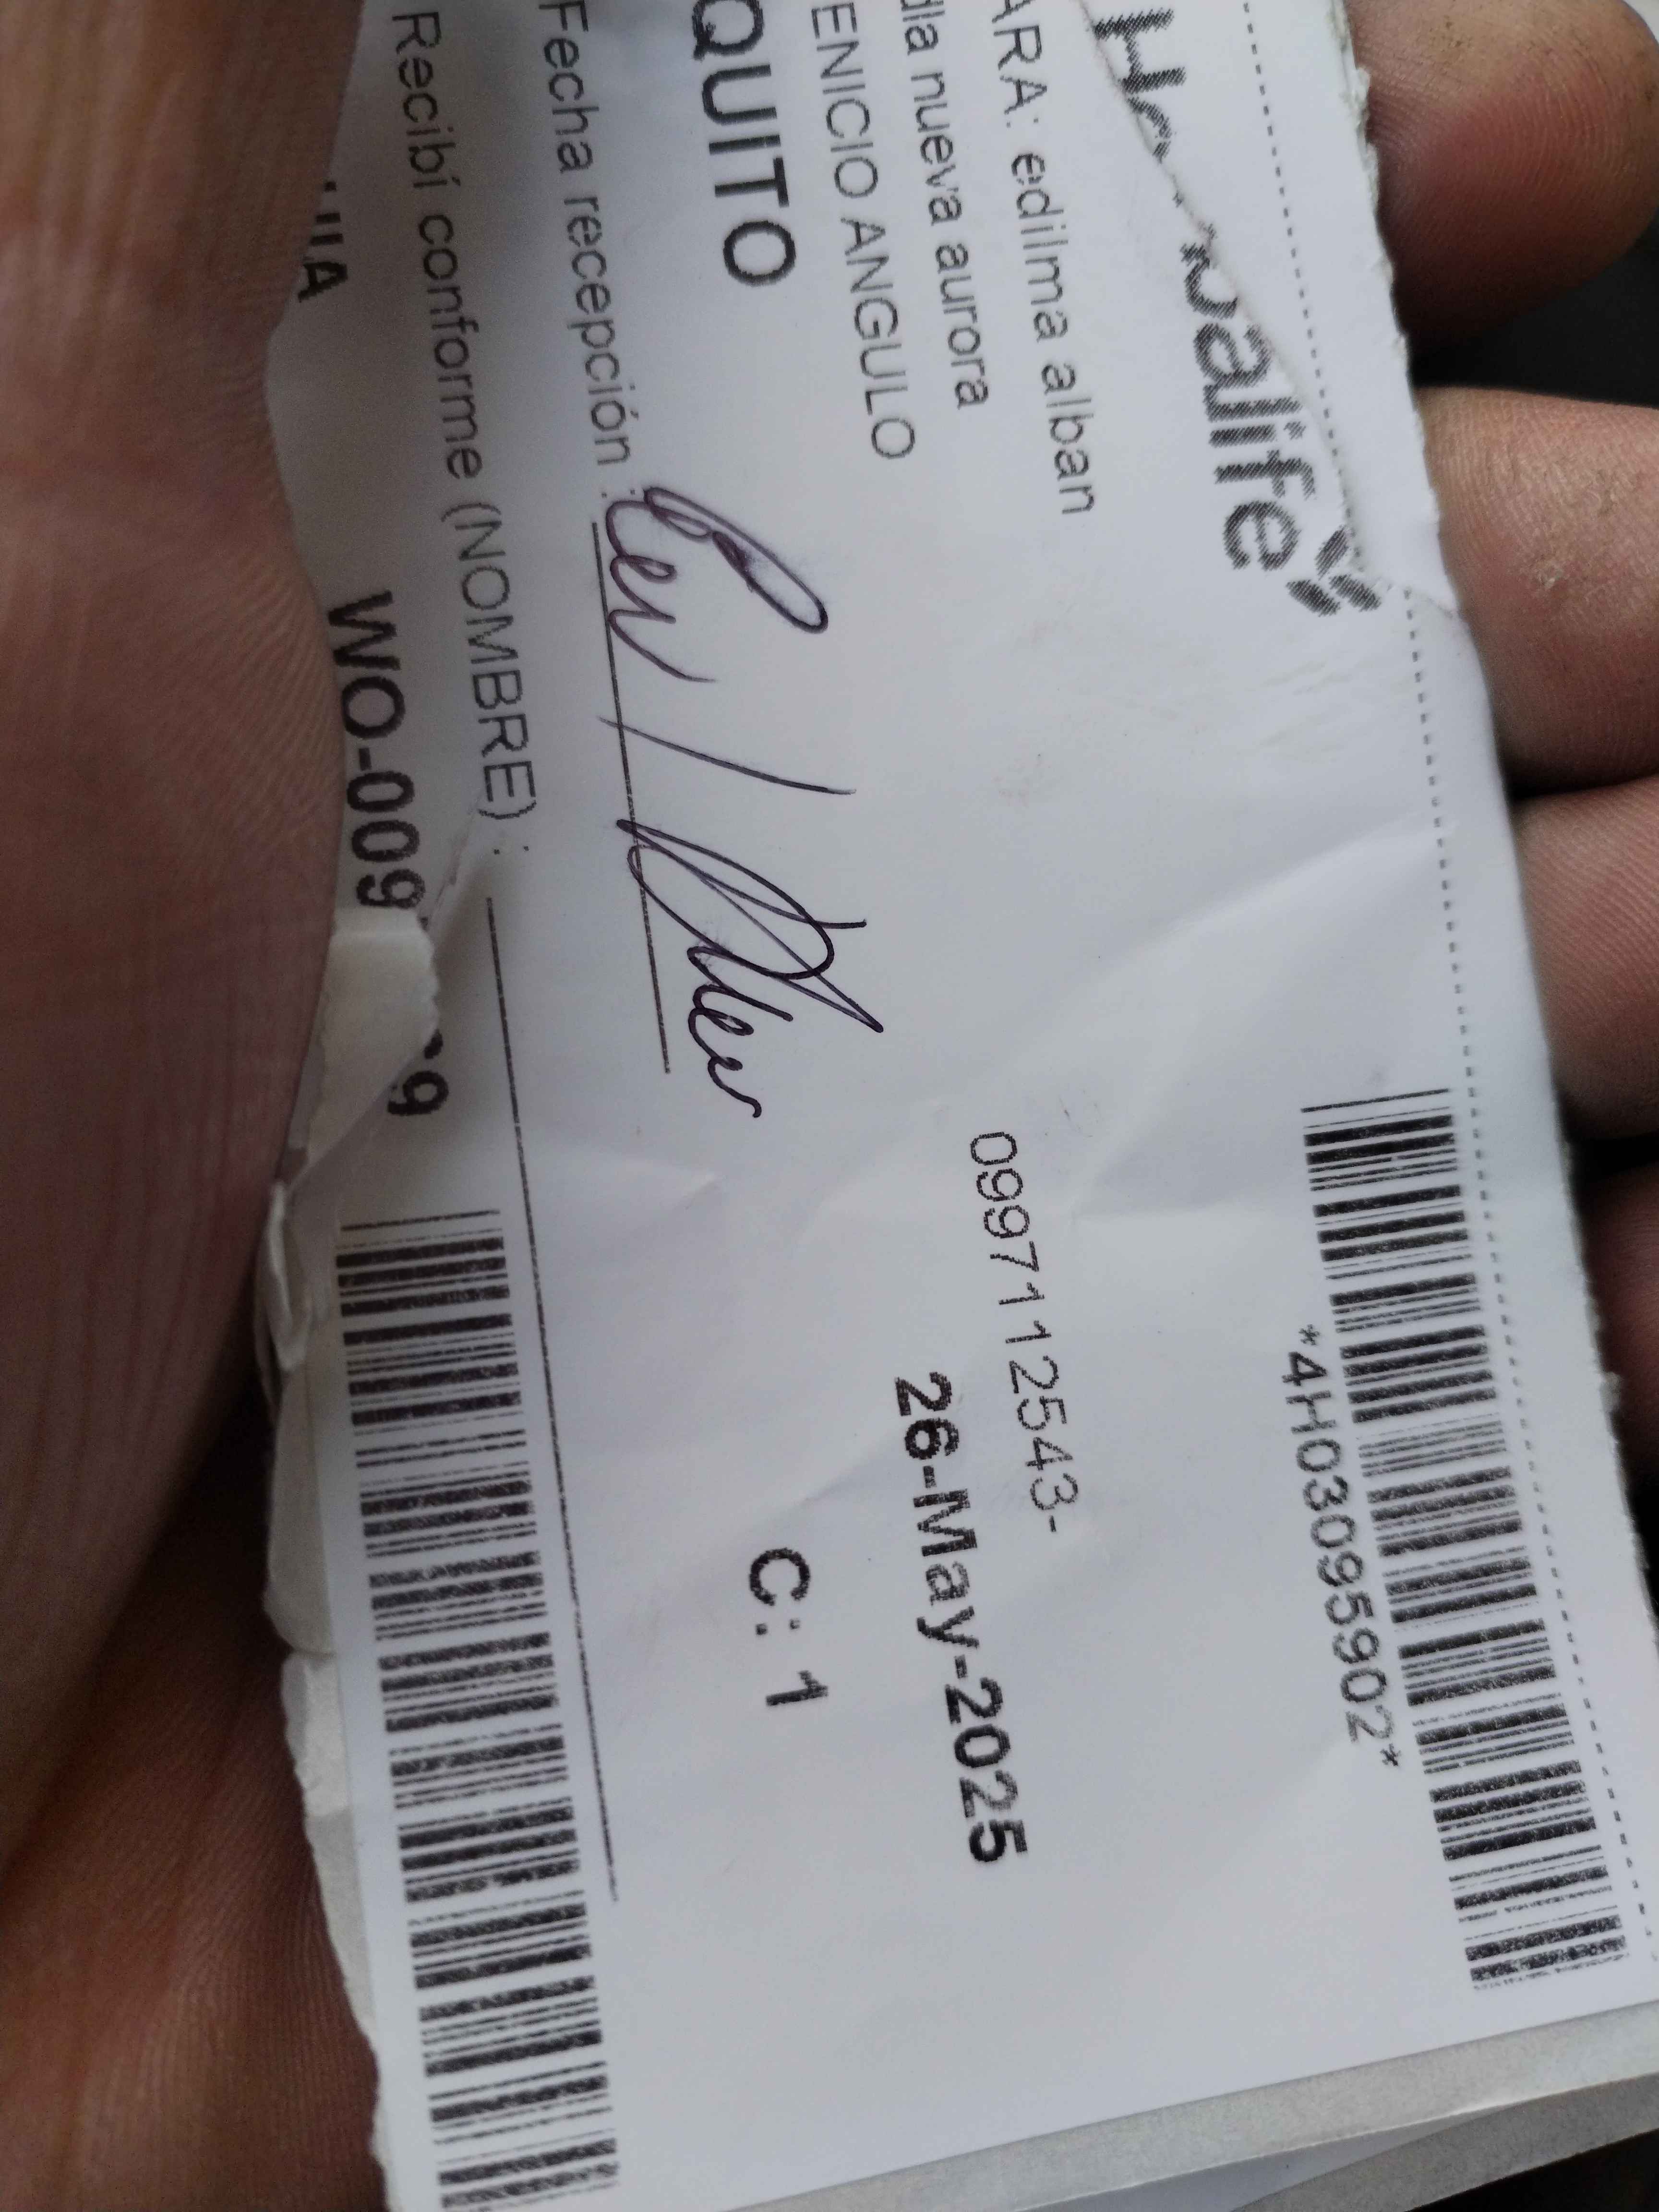 Herbalife
*4H03095902*
ARA: edilma alban
0997112543-
dla nueva aurora
26-May-2025
ENICIO ANGULO
QUITO
C: 1
Fecha recepción :
Recibí conforme (NOMBRE) :
WO-009